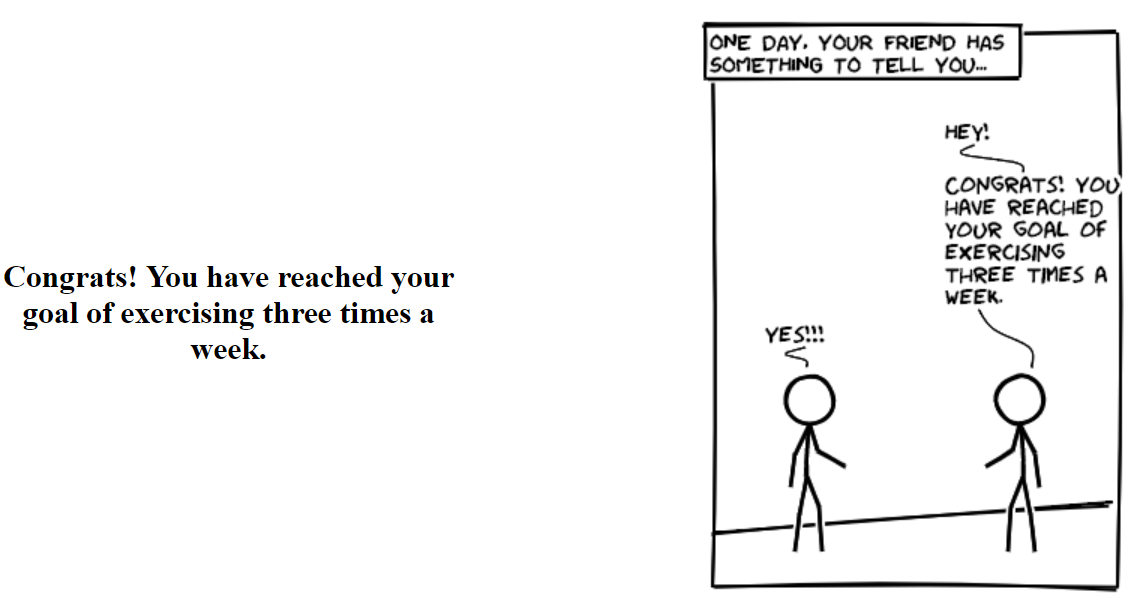 Congrats! You have reached your
goal of exercising three times a
week.
ONE DAY, YOUR FRIEND HAS
SOMETHING TO TELL YOU...
HEY!
CONGRATS! YOU
HAVE REACHED
YOUR GOAL OF
EXERCISING
THREE TIMES A
WEEK.
YES!!!